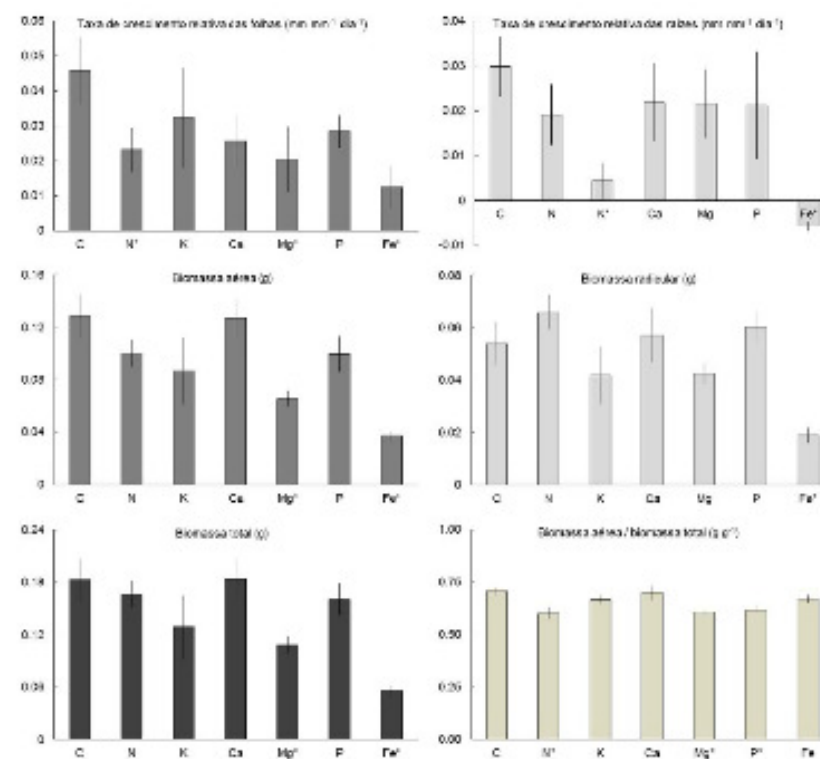 Taxa de crescimento relativa das folhas (mm mm⁻¹ dia⁻¹)
0.06
0.05
0.04
0.03
0.02
0.01
0
C N* K Ca Mg* P Fe*
Taxa de crescimento relativa das raízes (mm mm⁻¹ dia⁻¹)
0.04
0.03
0.02
0.01
0
-0.01
C N K* Ca Mg P Fe*
Biomassa aérea (g)
0.16
0.12
0.08
0.04
0
C N K Ca Mg* P Fe*
Biomassa radicular (g)
0.08
0.06
0.04
0.02
0
C N K Ca Mg P Fe*
Biomassa total (g)
0.24
0.18
0.12
0.06
0
C N K Ca Mg* P Fe*
Biomassa aérea / biomassa total (g g⁻¹)
1.00
0.75
0.50
0.25
0.00
C N* K Ca Mg* P* Fe